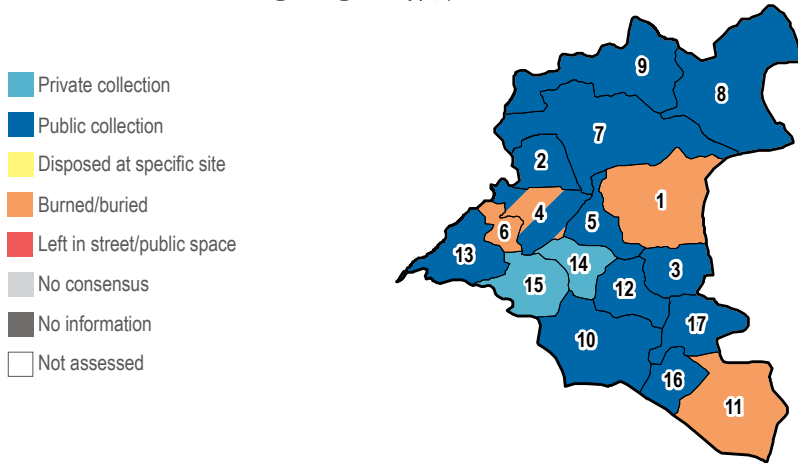 Private collection
Public collection
Disposed at specific site
Burned/buried
Left in street/public space
No consensus
No information
Not assessed
9
8
7
2
1
4
5
6
13
14
3
15
12
17
10
16
11